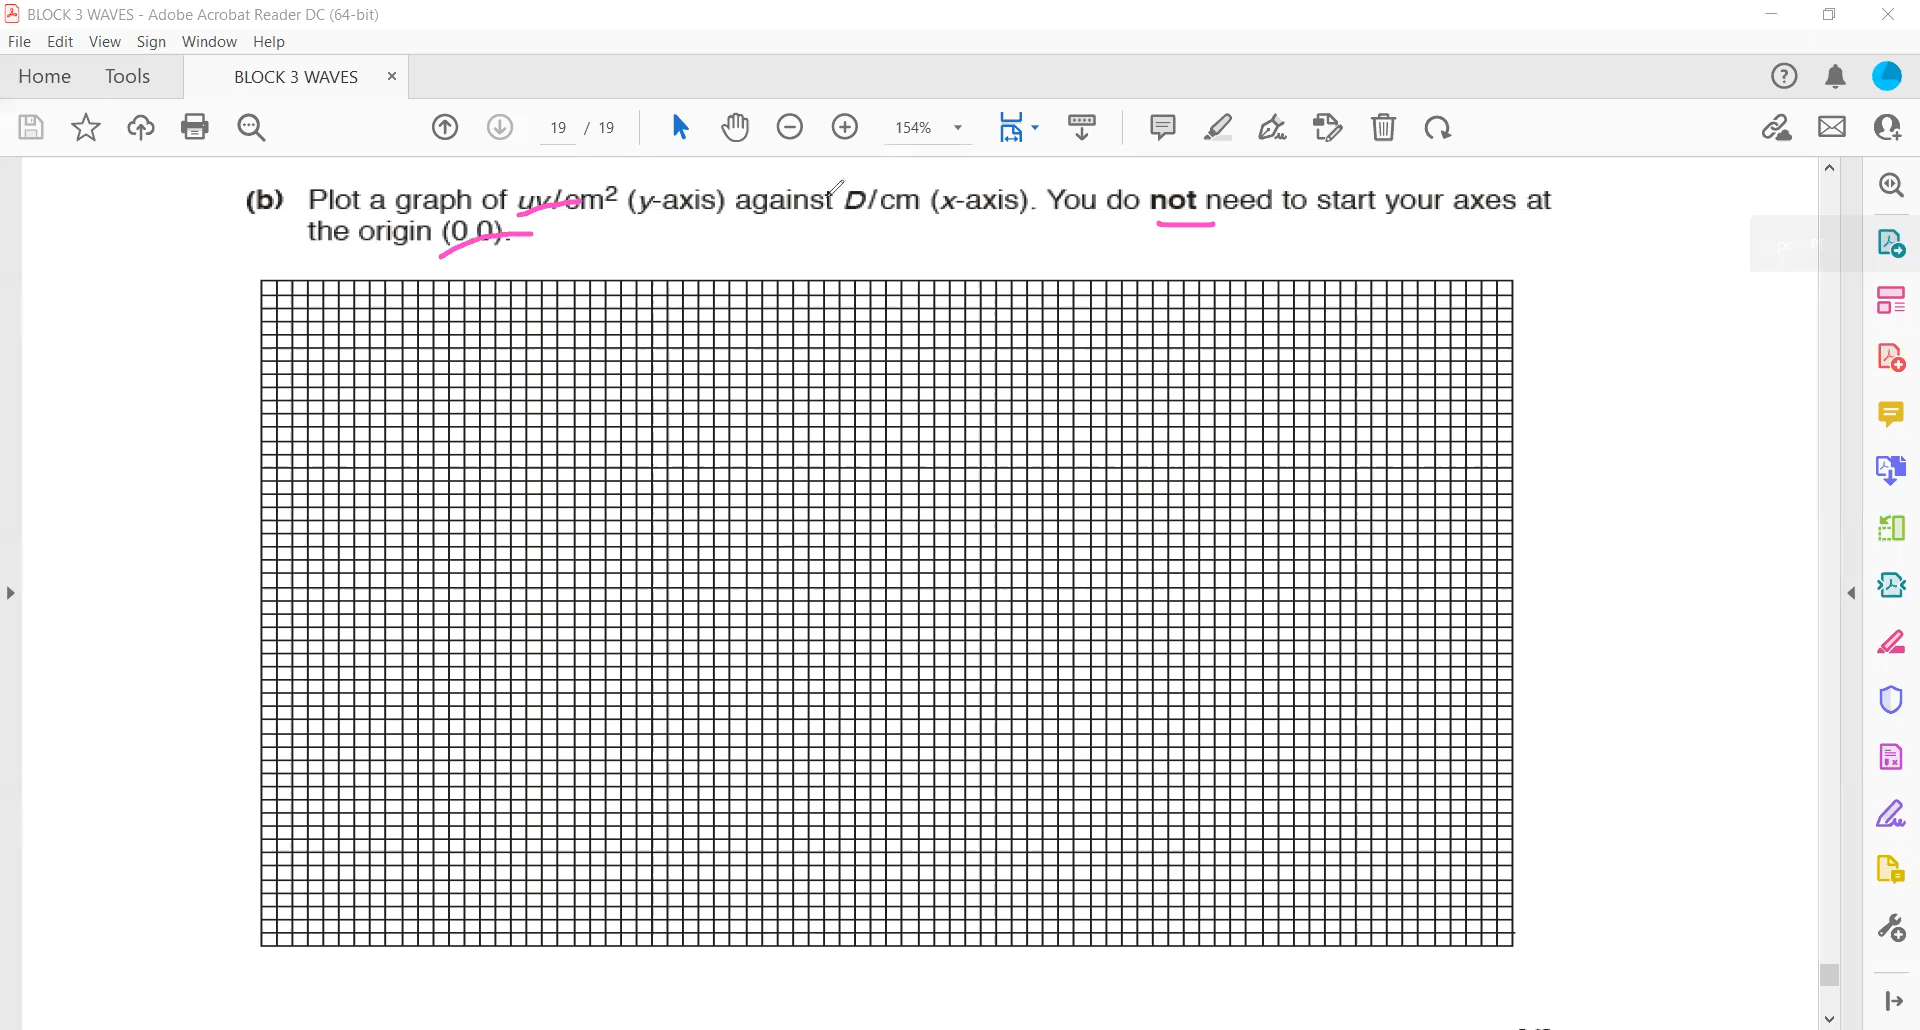 BLOCK 3 WAVES - Adobe Acrobat Reader DC (64-bit)
File Edit View Sign Window Help
Home Tools BLOCK 3 WAVES
19 / 19 154%
(b) Plot a graph of uv/cm² (y-axis) against D/cm (x-axis). You do not need to start your axes at
the origin (0,0).